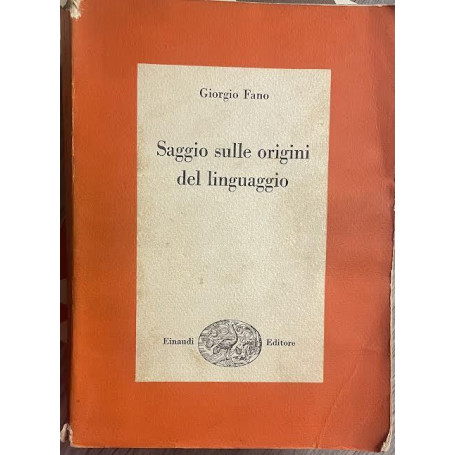 Giorgio Fano
Saggio sulle origini
del linguaggio
Einaudi Editore